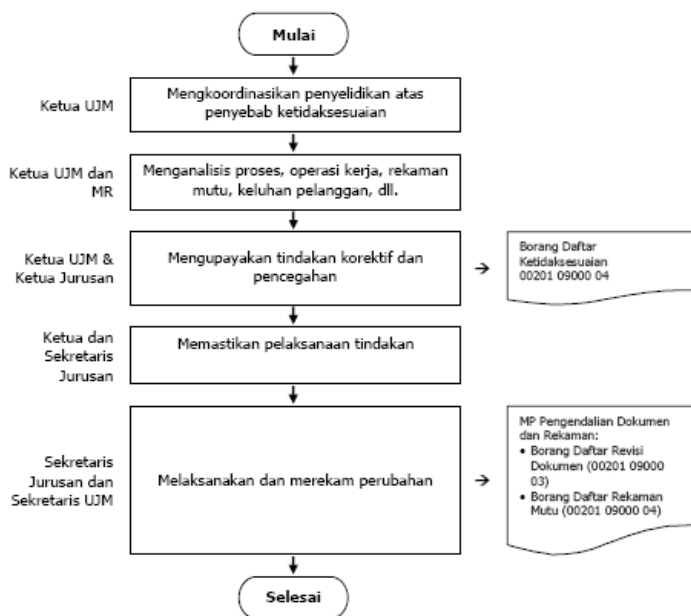 Mulai
Ketua UJM
Mengkoordinasikan penyelidikan atas
penyebab ketidaksesuaian
Ketua UJM dan
MR
Menganalisis proses, operasi kerja, rekaman
mutu, keluhan pelanggan, dll.
Ketua UJM &
Ketua Jurusan
Mengupayakan tindakan korektif dan
pencegahan
Borang Daftar
Ketidaksesuaian
00201 09000 04
Ketua dan
Sekretaris
Jurusan
Memastikan pelaksanaan tindakan
Sekretaris
Jurusan dan
Sekretaris UJM
Melaksanakan dan merekam perubahan
MP Pengendalian Dokumen
dan Rekaman:
• Borang Daftar Revisi
Dokumen (00201 09000
03)
• Borang Daftar Rekaman
Mutu (00201 09000 04)
Selesai